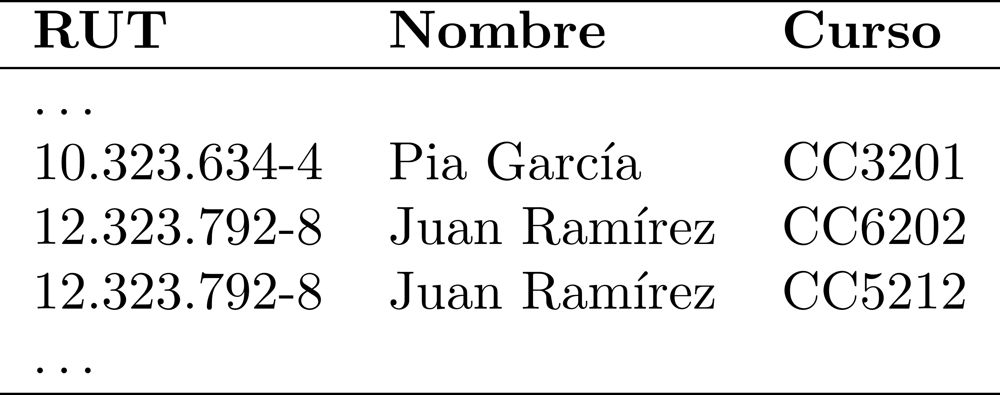 RUT Nombre Curso
...
10.323.634-4 Pia García CC3201
12.323.792-8 Juan Ramírez CC6202
12.323.792-8 Juan Ramírez CC5212
...